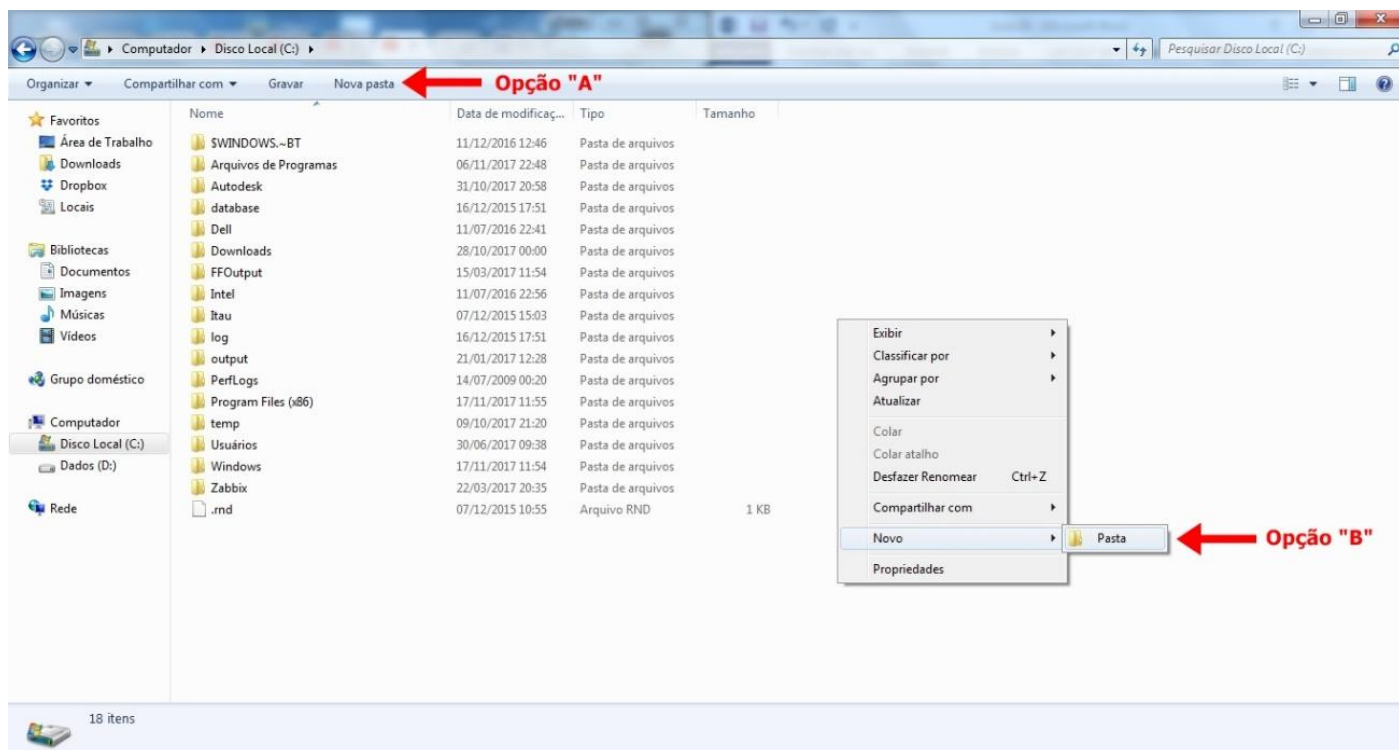 Computador Disco Local (C:) Pesquisar Disco Local (C:)
Organizar Compartilhar com Gravar Nova pasta Opção "A"
Favoritos
Área de Trabalho
Downloads
Dropbox
Locais
Bibliotecas
Documentos
Imagens
Músicas
Vídeos
Grupo doméstico
Computador
Disco Local (C:)
Dados (D:)
Rede
Nome Data de modificaç... Tipo Tamanho
$WINDOWS.~BT 11/12/2016 12:46 Pasta de arquivos
Arquivos de Programas 06/11/2017 22:48 Pasta de arquivos
Autodesk 31/10/2017 20:58 Pasta de arquivos
database 16/12/2015 17:51 Pasta de arquivos
Dell 11/07/2016 22:41 Pasta de arquivos
Downloads 28/10/2017 00:00 Pasta de arquivos
FFOutput 15/03/2017 11:54 Pasta de arquivos
Intel 11/07/2016 22:56 Pasta de arquivos
Itau 07/12/2015 15:03 Pasta de arquivos
log 16/12/2015 17:51 Pasta de arquivos
output 21/01/2017 12:28 Pasta de arquivos
PerfLogs 14/07/2009 00:20 Pasta de arquivos
Program Files (x86) 17/11/2017 11:55 Pasta de arquivos
temp 09/10/2017 21:20 Pasta de arquivos
Usuários 30/06/2017 09:38 Pasta de arquivos
Windows 17/11/2017 11:54 Pasta de arquivos
Zabbix 22/03/2017 20:35 Pasta de arquivos
.rnd 07/12/2015 10:55 Arquivo RND 1 KB
Exibir
Classificar por
Agrupar por
Atualizar
Colar
Colar atalho
Desfazer Renomear Ctrl+Z
Compartilhar com
Novo Pasta Opção "B"
Propriedades
18 itens